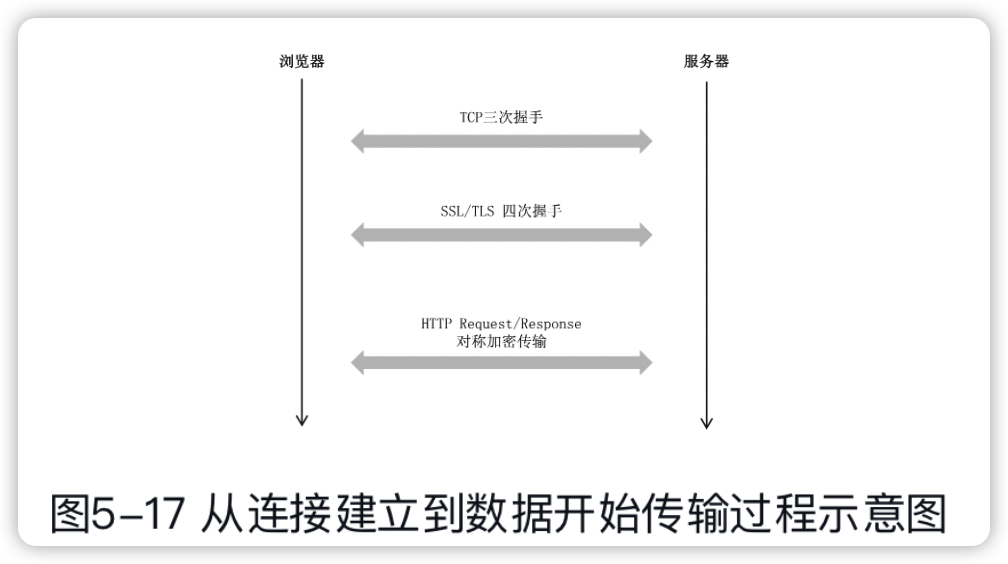 浏览器
服务器
TCP三次握手
SSL/TLS 四次握手
HTTP Request/Response
对称加密传输
图5-17 从连接建立到数据开始传输过程示意图